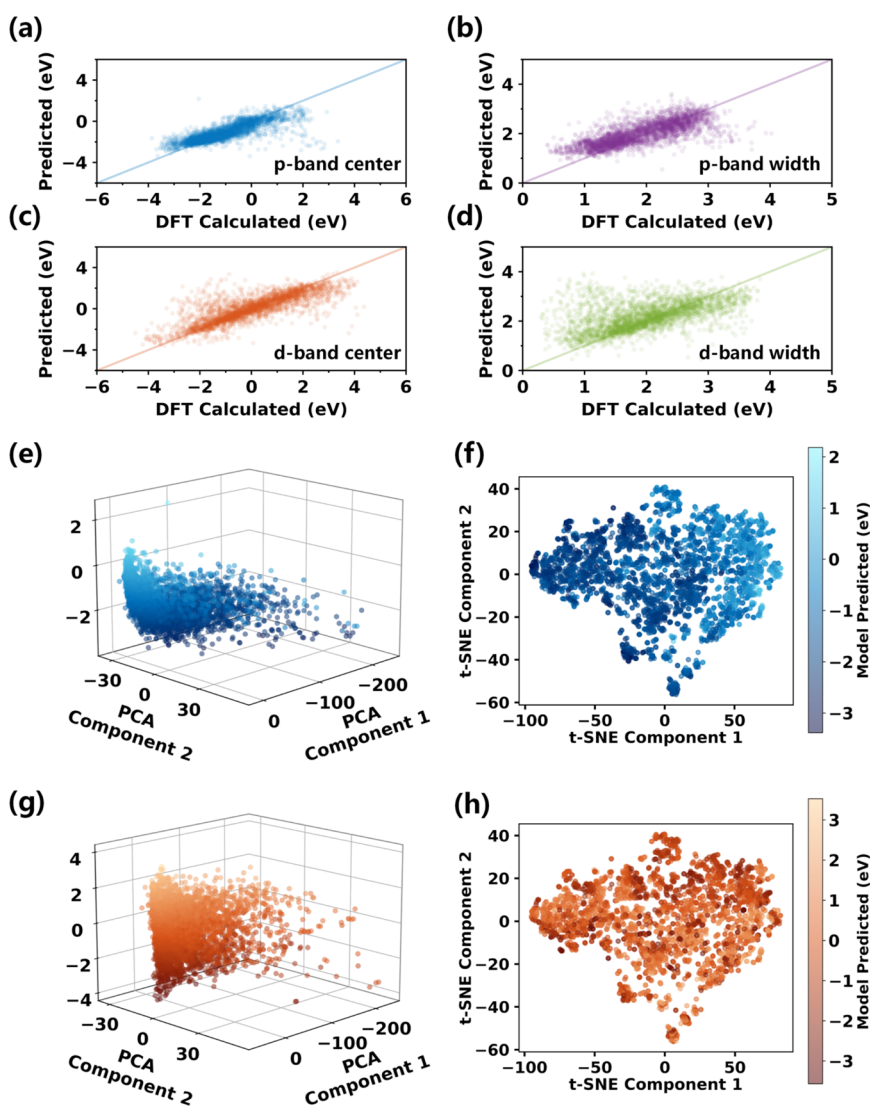 (a)
Predicted (eV)
4
0
−4
−6 −4 −2 0 2 4 6
DFT Calculated (eV)
p-band center
(b)
Predicted (eV)
4
2
0
0 1 2 3 4 5
DFT Calculated (eV)
p-band width
(c)
Predicted (eV)
4
0
−4
−6 −4 −2 0 2 4 6
DFT Calculated (eV)
d-band center
(d)
Predicted (eV)
4
2
0
0 1 2 3 4 5
DFT Calculated (eV)
d-band width
(e)
2
0
−2
−30
0
30
PCA
Component 2
0
−100
−200
PCA
Component 1
(f)
t-SNE Component 2
40
20
0
−20
−40
−60
−100 −50 0 50
t-SNE Component 1
2
1
0
−1
−2
−3
Model Predicted (eV)
(g)
4
2
0
−2
−4
−30
0
30
PCA
Component 2
0
−100
−200
PCA
Component 1
(h)
t-SNE Component 2
40
20
0
−20
−40
−60
−100 −50 0 50
t-SNE Component 1
3
2
1
0
−1
−2
−3
Model Predicted (eV)